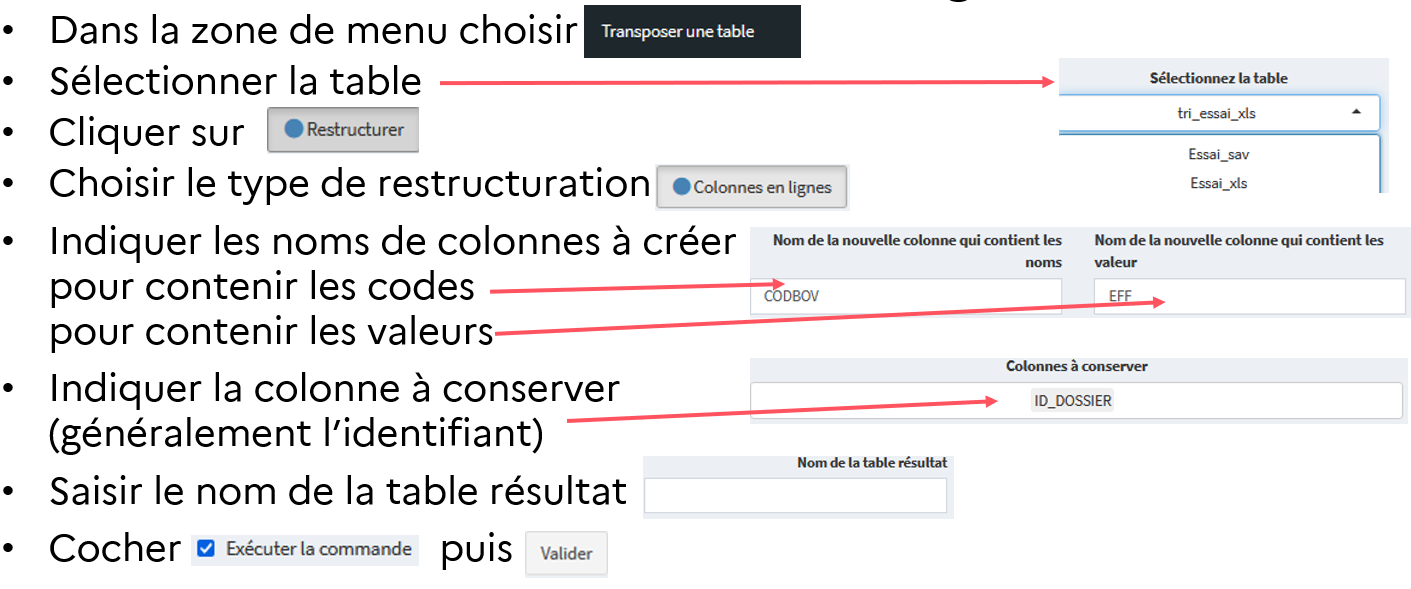 • Dans la zone de menu choisir Transposer une table
• Sélectionner la table
Sélectionnez la table
tri_essai_xls
Essai_sav
Essai_xls
• Cliquer sur Restructurer
• Choisir le type de restructuration Colonnes en lignes
• Indiquer les noms de colonnes à créer
pour contenir les codes
pour contenir les valeurs
Nom de la nouvelle colonne qui contient les
noms
CODBOV
Nom de la nouvelle colonne qui contient les
valeur
EFF
• Indiquer la colonne à conserver
(généralement l’identifiant)
Colonnes à conserver
ID_DOSSIER
• Saisir le nom de la table résultat
Nom de la table résultat
• Cocher Exécuter la commande puis Valider